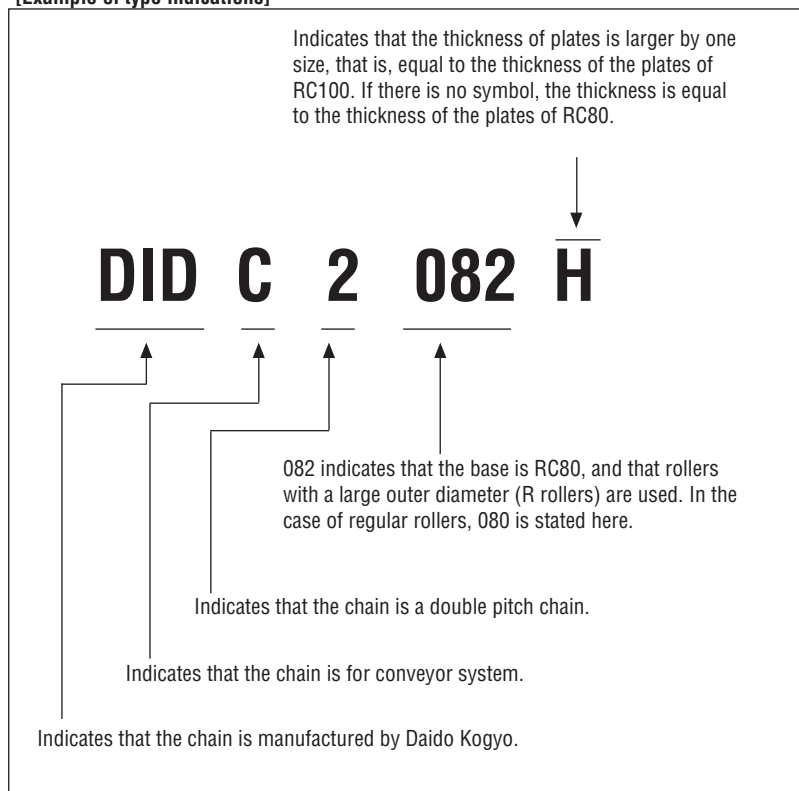 [Example of type indications]
Indicates that the thickness of plates is larger by one
size, that is, equal to the thickness of the plates of
RC100. If there is no symbol, the thickness is equal
to the thickness of the plates of RC80.
DID C 2 082 H
082 indicates that the base is RC80, and that rollers
with a large outer diameter (R rollers) are used. In the
case of regular rollers, 080 is stated here.
Indicates that the chain is a double pitch chain.
Indicates that the chain is for conveyor system.
Indicates that the chain is manufactured by Daido Kogyo.